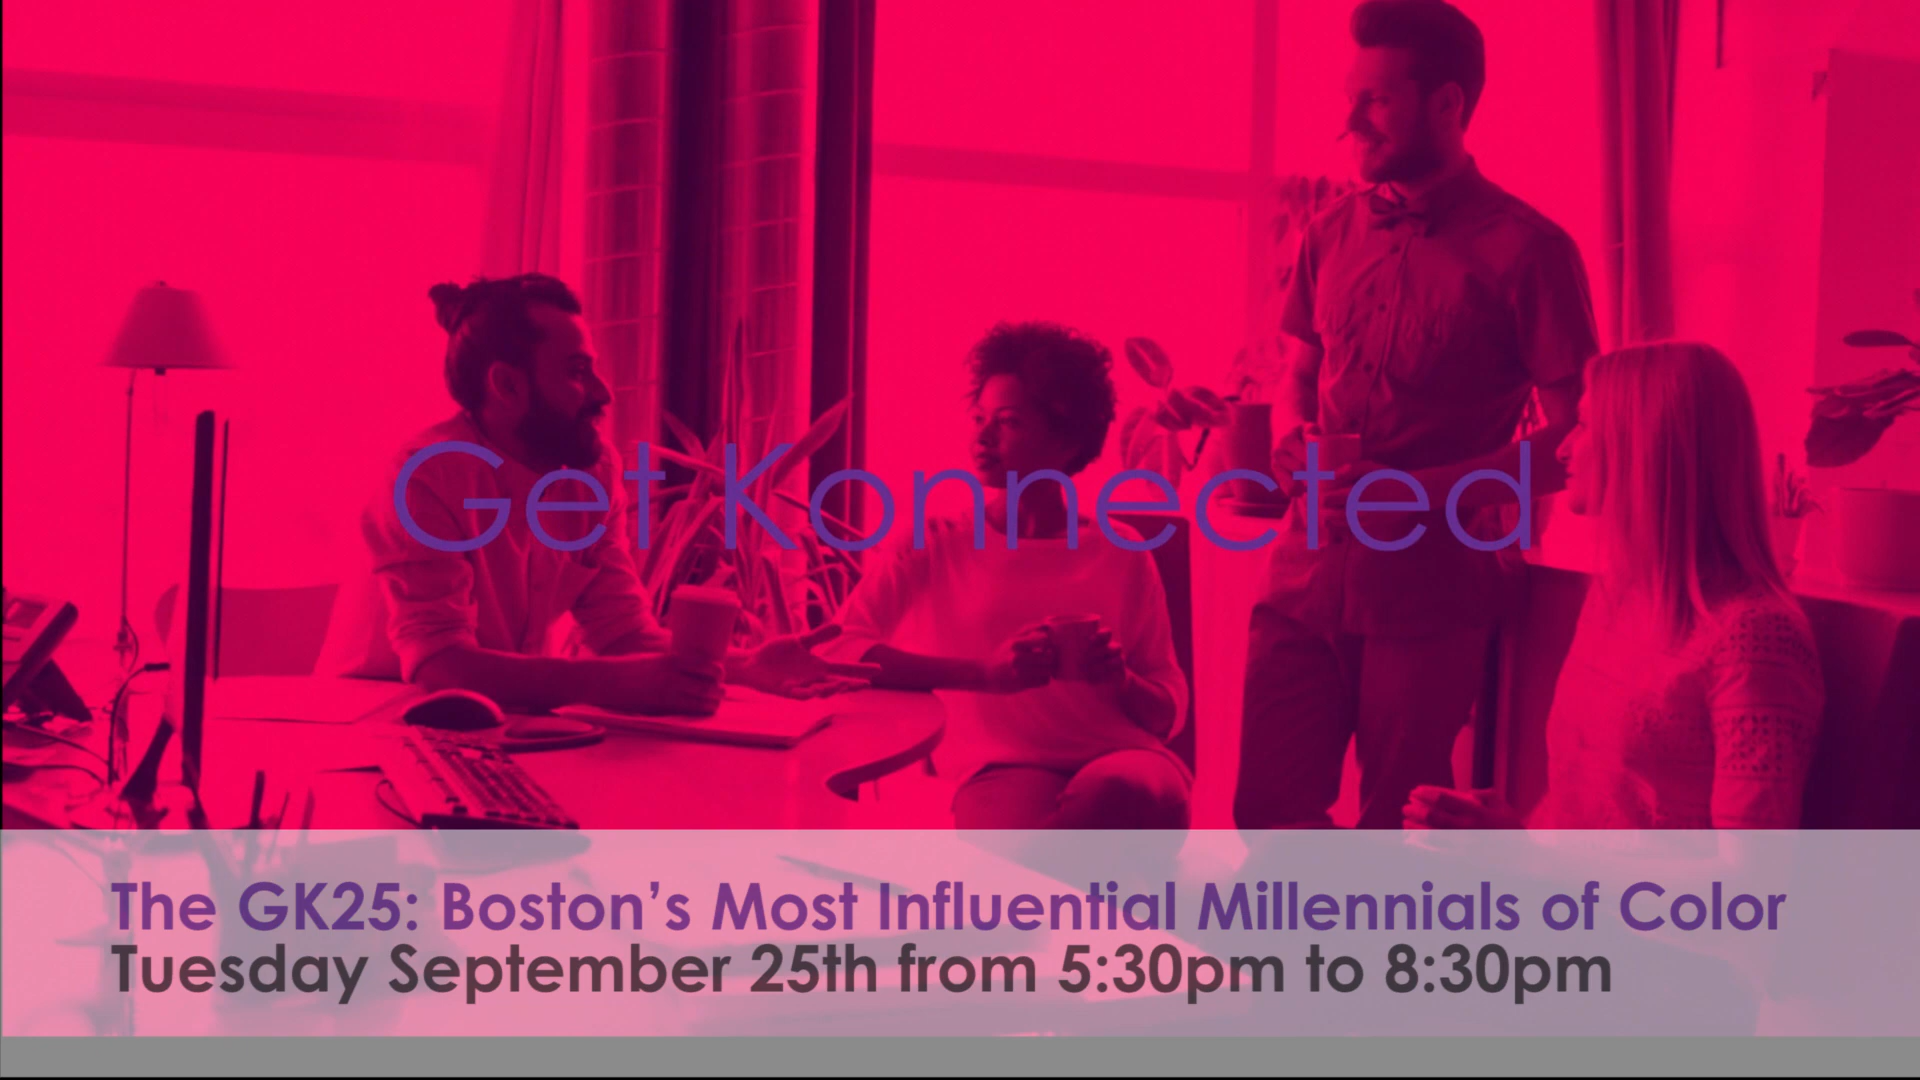 Get Konnected
The GK25: Boston’s Most Influential Millennials of Color
Tuesday September 25th from 5:30pm to 8:30pm